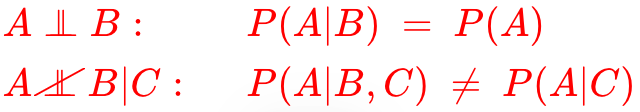 A ⫫ B : P(A|B) = P(A)
A ⫫̸ B|C : P(A|B, C) ≠ P(A|C)